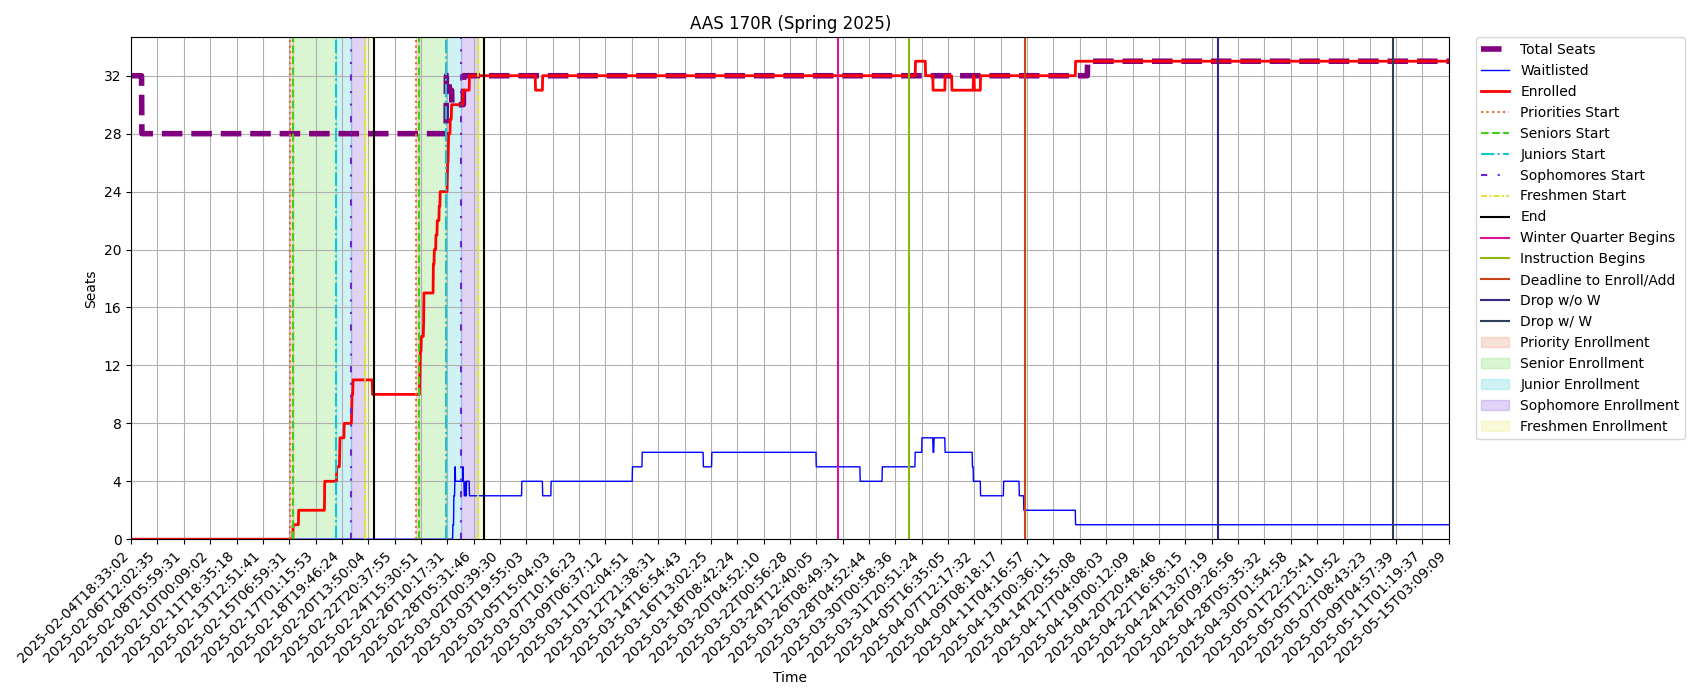 AAS 170R (Spring 2025)
Seats
32
28
24
20
16
12
8
4
0
2025-02-04T18:33:02
2025-02-06T12:02:35
2025-02-08T05:59:31
2025-02-10T00:09:02
2025-02-11T18:35:18
2025-02-13T12:51:41
2025-02-15T06:59:31
2025-02-17T01:15:53
2025-02-18T19:46:24
2025-02-20T13:50:04
2025-02-22T20:37:55
2025-02-24T15:30:51
2025-02-26T10:17:31
2025-02-28T05:31:46
2025-03-02T00:39:30
2025-03-03T19:55:03
2025-03-05T15:04:03
2025-03-07T10:16:23
2025-03-09T06:37:12
2025-03-11T02:04:51
2025-03-12T21:38:31
2025-03-14T16:54:43
2025-03-16T13:02:25
2025-03-18T08:42:24
2025-03-20T04:52:10
2025-03-22T00:56:28
2025-03-24T12:40:05
2025-03-26T08:49:31
2025-03-28T04:52:44
2025-03-30T00:58:36
2025-03-31T20:51:24
2025-04-05T16:35:05
2025-04-07T12:17:32
2025-04-09T08:18:17
2025-04-11T04:16:57
2025-04-13T00:36:11
2025-04-14T20:55:08
2025-04-17T04:08:03
2025-04-19T00:12:09
2025-04-20T20:48:46
2025-04-22T16:58:15
2025-04-24T13:07:19
2025-04-26T09:26:56
2025-04-28T05:35:32
2025-04-30T01:54:58
2025-05-01T22:25:41
2025-05-05T12:10:52
2025-05-07T08:43:23
2025-05-09T04:57:39
2025-05-11T01:19:37
2025-05-15T03:09:09
Time
Total Seats
Waitlisted
Enrolled
Priorities Start
Seniors Start
Juniors Start
Sophomores Start
Freshmen Start
End
Winter Quarter Begins
Instruction Begins
Deadline to Enroll/Add
Drop w/o W
Drop w/ W
Priority Enrollment
Senior Enrollment
Junior Enrollment
Sophomore Enrollment
Freshmen Enrollment